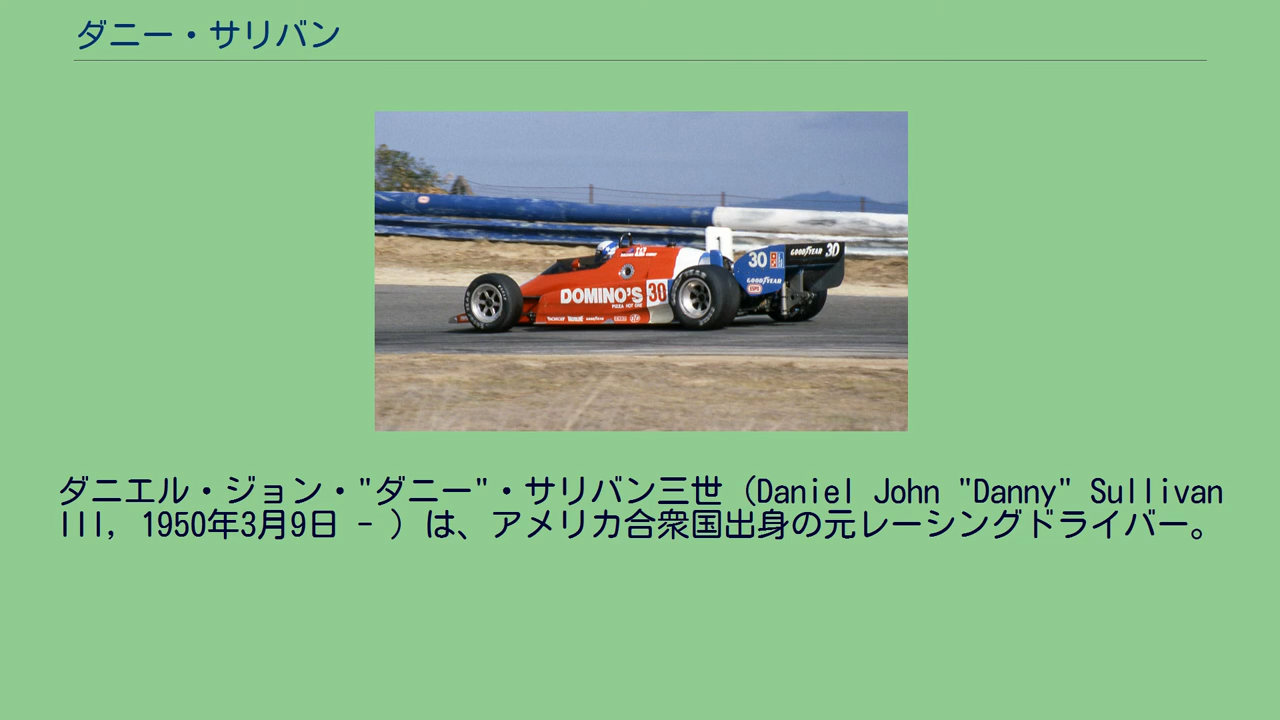 ダニー・サリバン
GOODYEAR 30
30
GOODYEAR
DOMINO'S 30
ダニエル・ジョン・"ダニー"・サリバン三世（Daniel John "Danny" Sullivan
III, 1950年3月9日 - ）は、アメリカ合衆国出身の元レーシングドライバー。